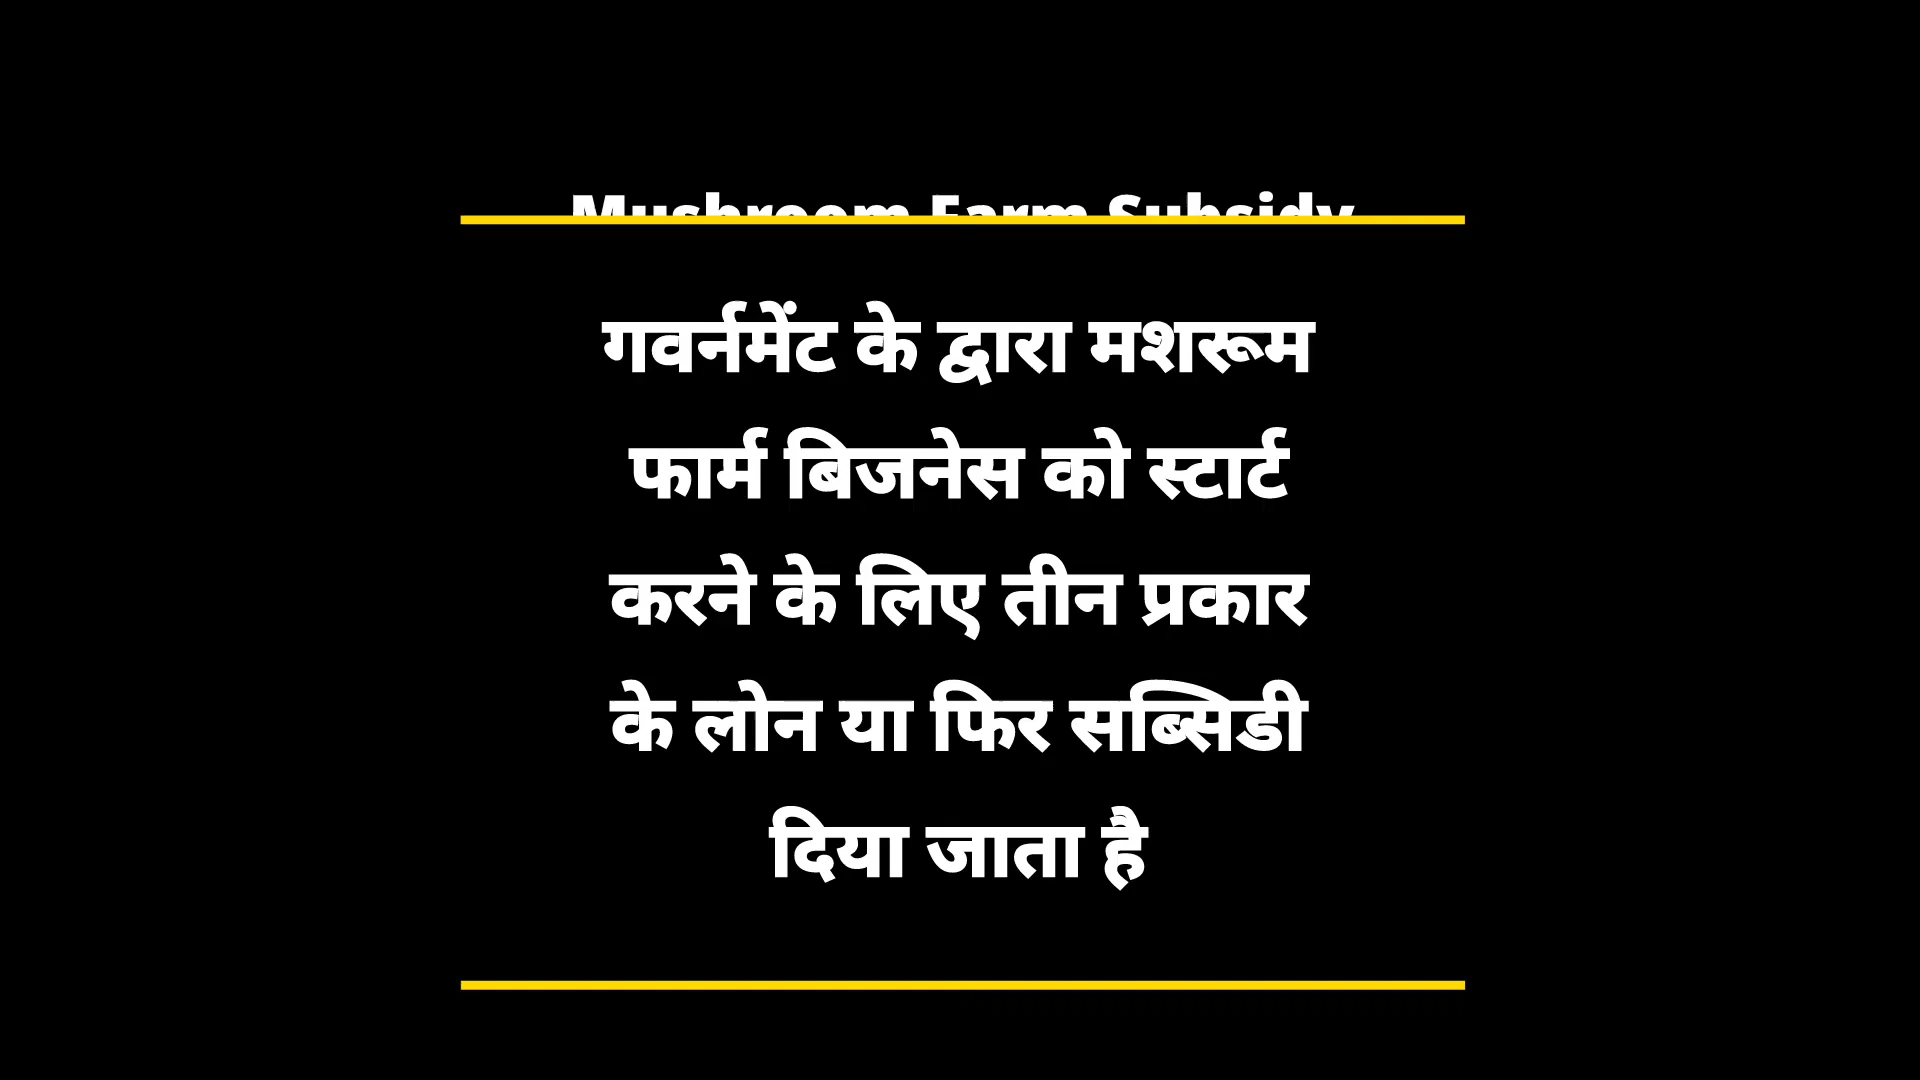 Mushroom Farm Subsidy
गवर्नमेंट के द्वारा मशरूम
फार्म बिजनेस को स्टार्ट
करने के लिए तीन प्रकार
के लोन या फिर सब्सिडी
दिया जाता है